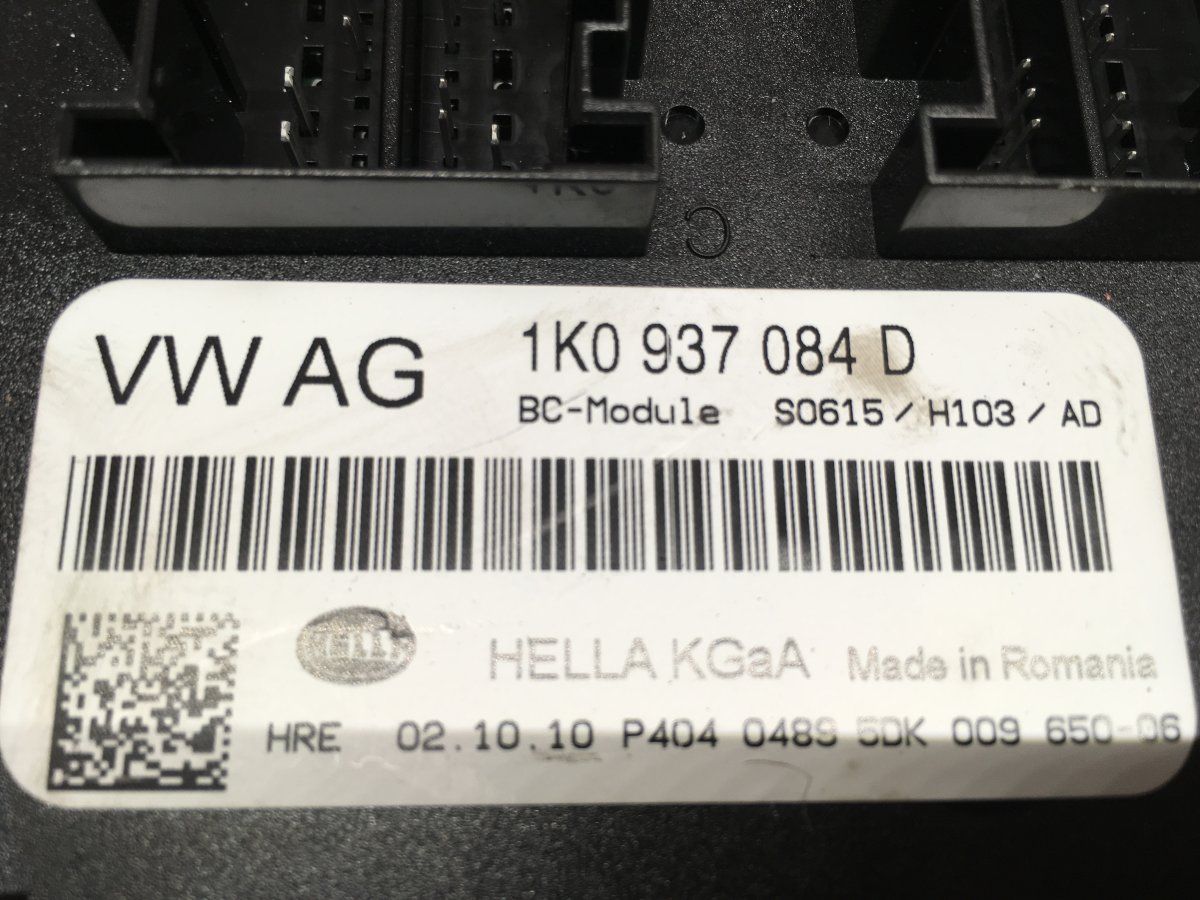 C
VW AG
1K0 937 084 D
BC-Module S0615 / H103 / AD
HELLA
HELLA KGaA Made in Romania
HRE 02.10.10 P404 0489 5DK 009 650-06